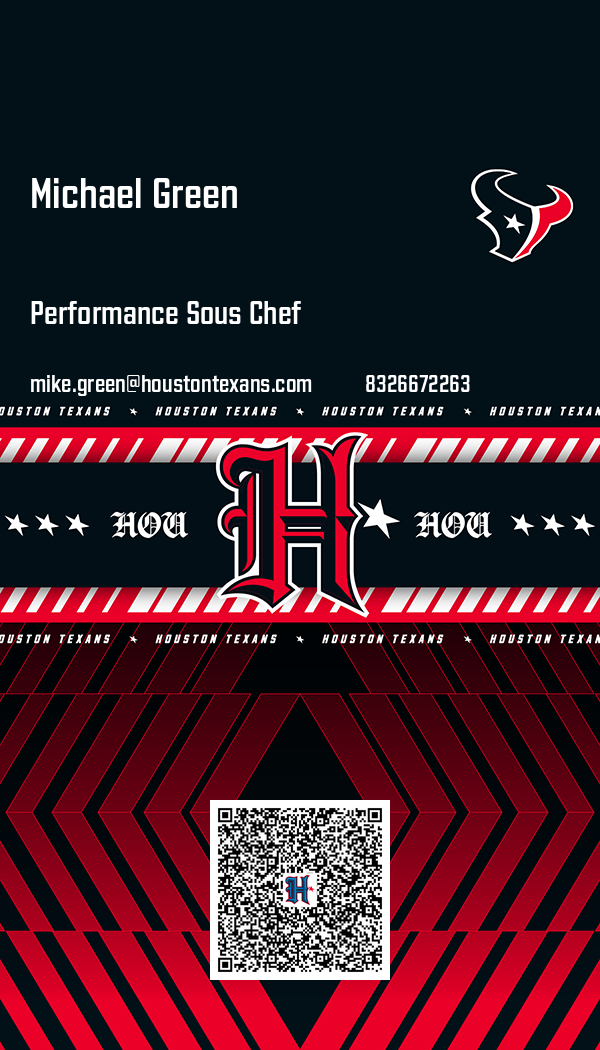 Michael Green
Performance Sous Chef
mike.green@houstontexans.com 8326672263
OUSTON TEXANS ★ HOUSTON TEXANS ★ HOUSTON TEXANS ★ HOUSTON TEXAN
★ ★ ★ HOU H★ HOU ★ ★ ★
OUSTON TEXANS ★ HOUSTON TEXANS ★ HOUSTON TEXANS ★ HOUSTON TEXAN
H